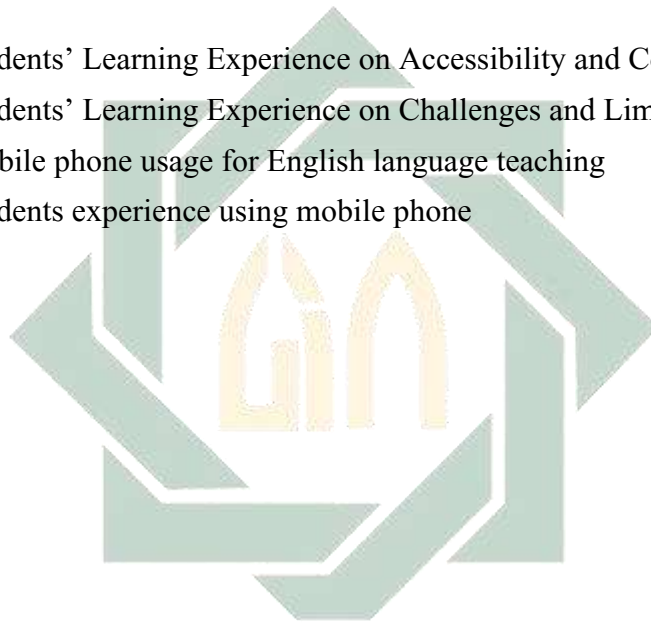 dents’ Learning Experience on Accessibility and C
dents’ Learning Experience on Challenges and Lim
bile phone usage for English language teaching
dents experience using mobile phone